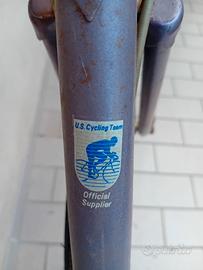 U.S. Cycling Team
Official
Supplier